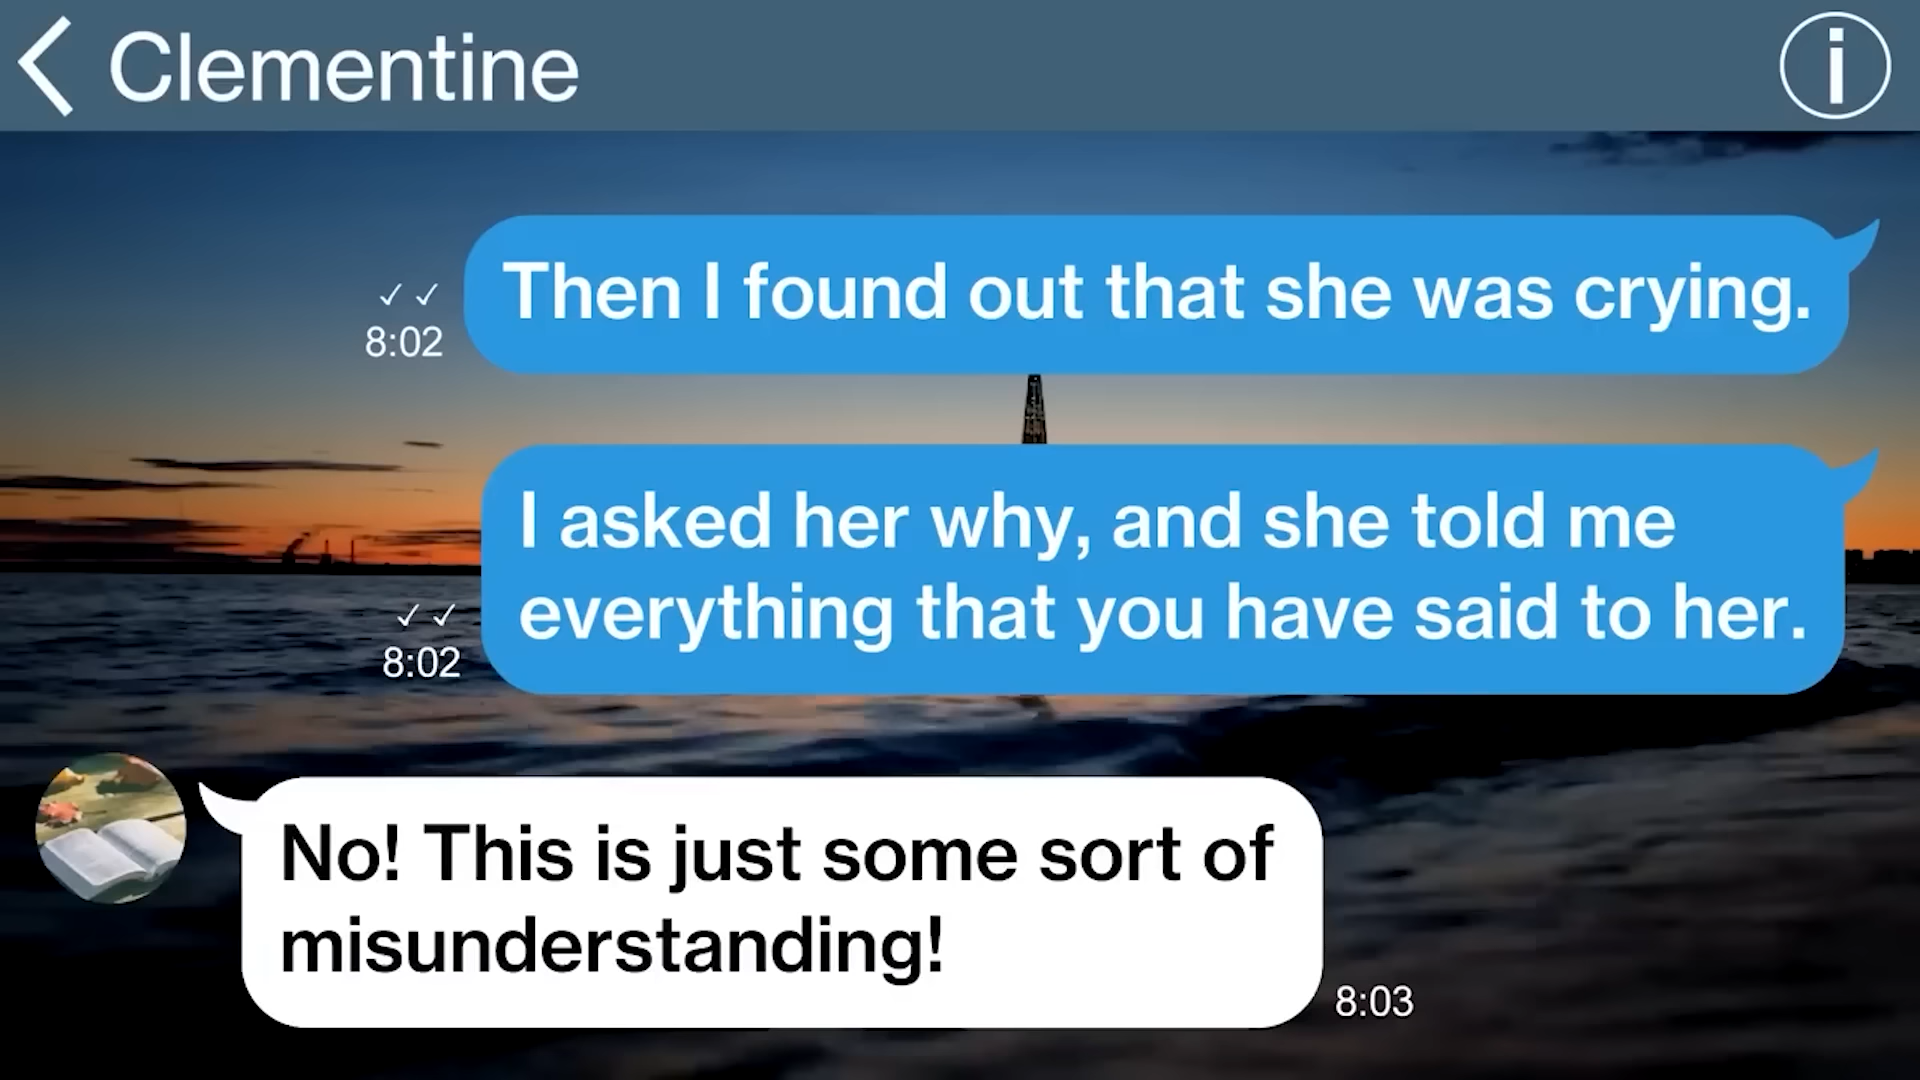 Clementine
Then I found out that she was crying.
✓✓
8:02
I asked her why, and she told me
everything that you have said to her.
✓✓
8:02
No! This is just some sort of
misunderstanding!
8:03